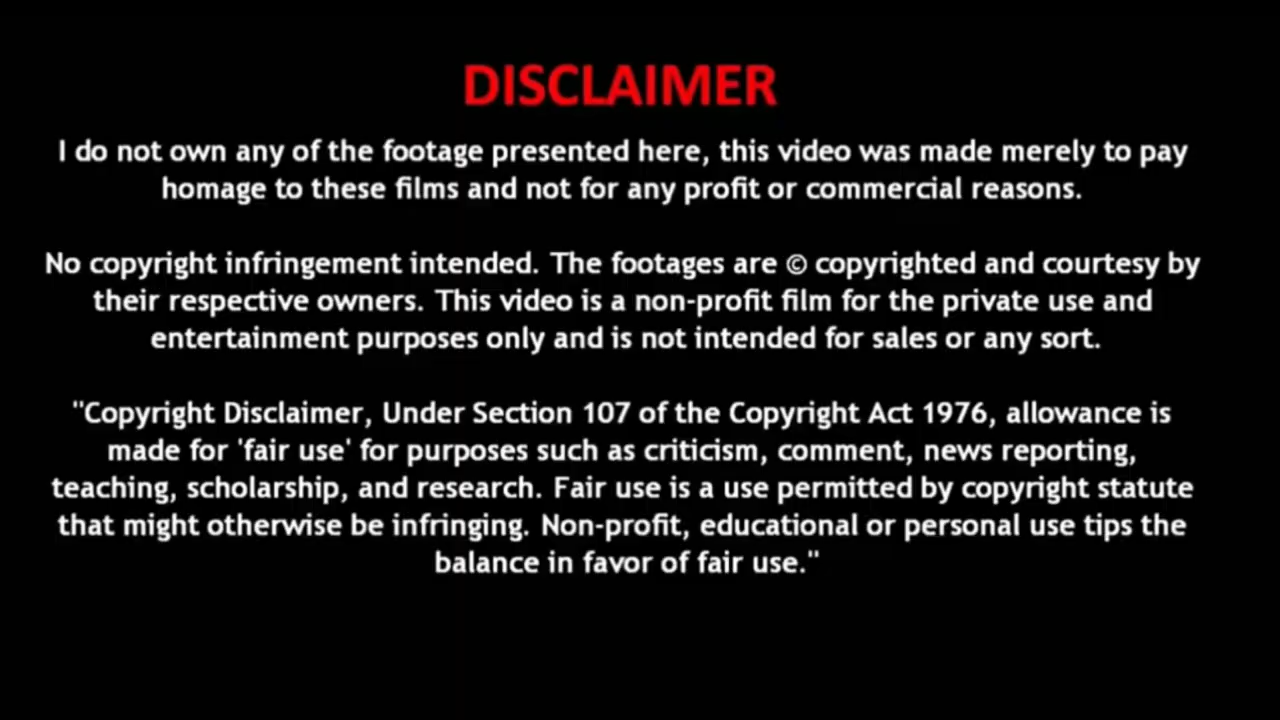 DISCLAIMER
I do not own any of the footage presented here, this video was made merely to pay
homage to these films and not for any profit or commercial reasons.
No copyright infringement intended. The footages are © copyrighted and courtesy by
their respective owners. This video is a non-profit film for the private use and
entertainment purposes only and is not intended for sales or any sort.
"Copyright Disclaimer, Under Section 107 of the Copyright Act 1976, allowance is
made for 'fair use' for purposes such as criticism, comment, news reporting,
teaching, scholarship, and research. Fair use is a use permitted by copyright statute
that might otherwise be infringing. Non-profit, educational or personal use tips the
balance in favor of fair use."